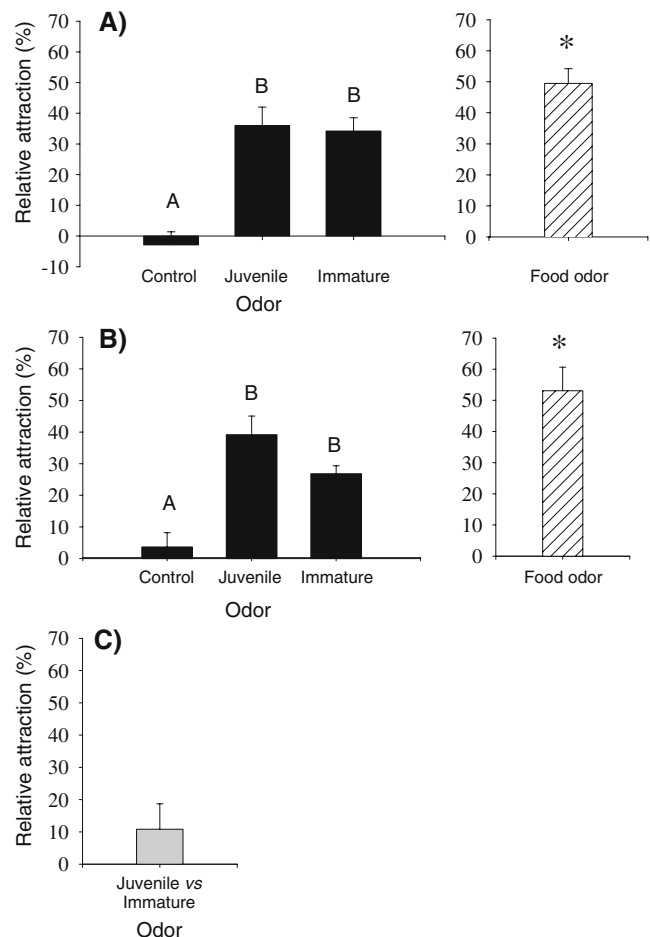 A)
Relative attraction (%)
70
60
50
40
30
20
10
0
-10
A
B
B
Control Juvenile Immature
Odor
70
60
50
40
30
20
10
0
*
Food odor
B)
Relative attraction (%)
70
60
50
40
30
20
10
0
A
B
B
Control Juvenile Immature
Odor
70
60
50
40
30
20
10
0
*
Food odor
C)
Relative attraction (%)
70
60
50
40
30
20
10
0
Juvenile vs
Immature
Odor